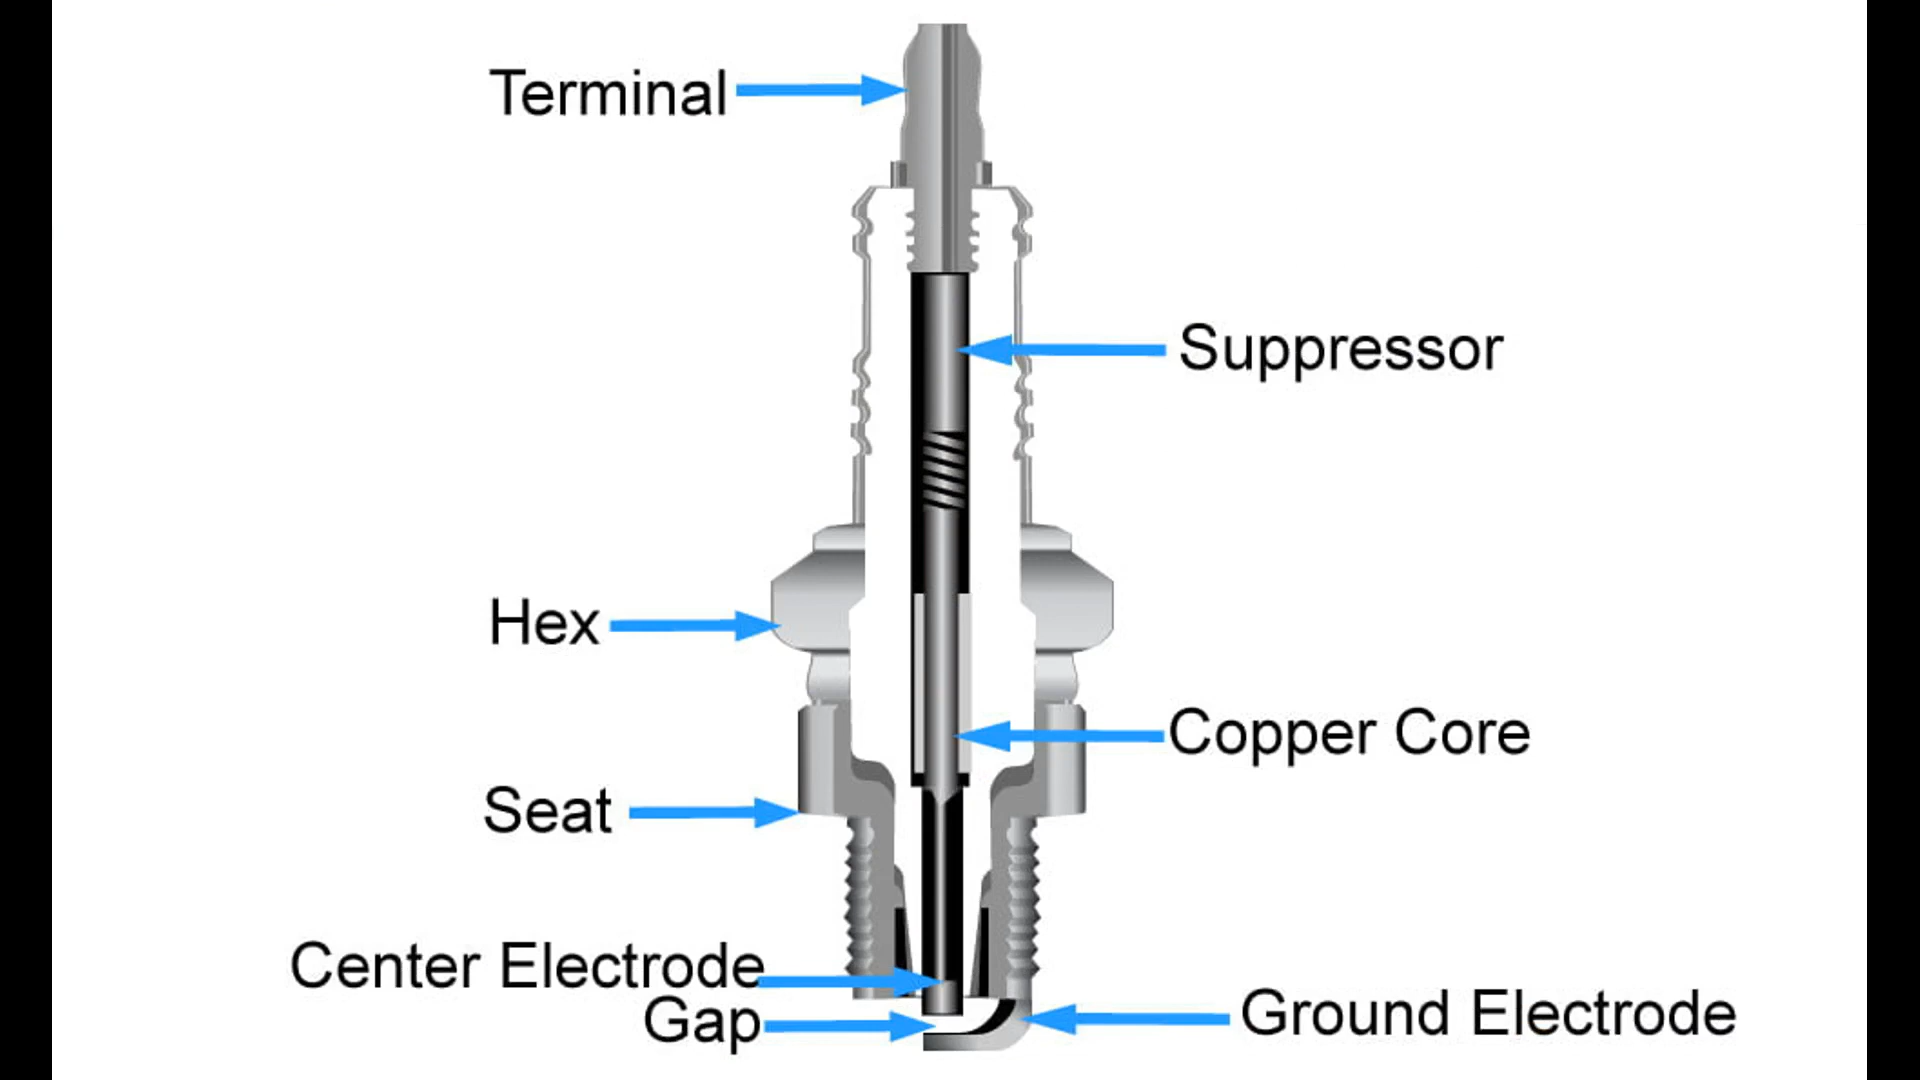 Terminal
Suppressor
Hex
Copper Core
Seat
Center Electrode
Gap
Ground Electrode